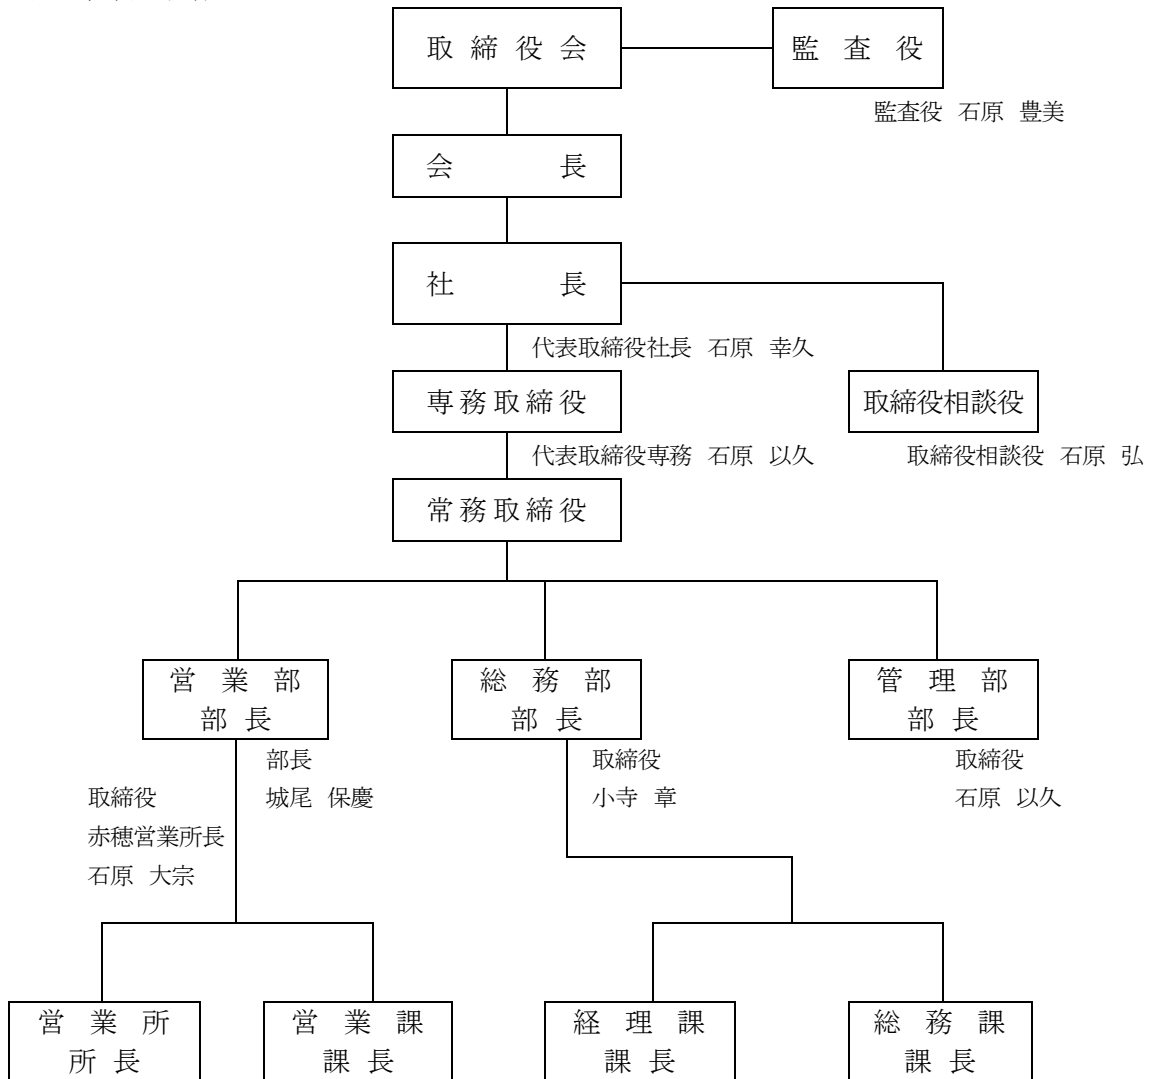 取締役会
監査役
監査役 石原 豊美
会長
社長
代表取締役社長 石原 幸久
専務取締役
取締役相談役
代表取締役専務 石原 以久
取締役相談役 石原 弘
常務取締役
営業部
部長
総務部
部長
管理部
部長
部長
城尾 保慶
取締役
赤穂営業所長
石原 大宗
取締役
小寺 章
取締役
石原 以久
営業所
所長
営業課
課長
経理課
課長
総務課
課長